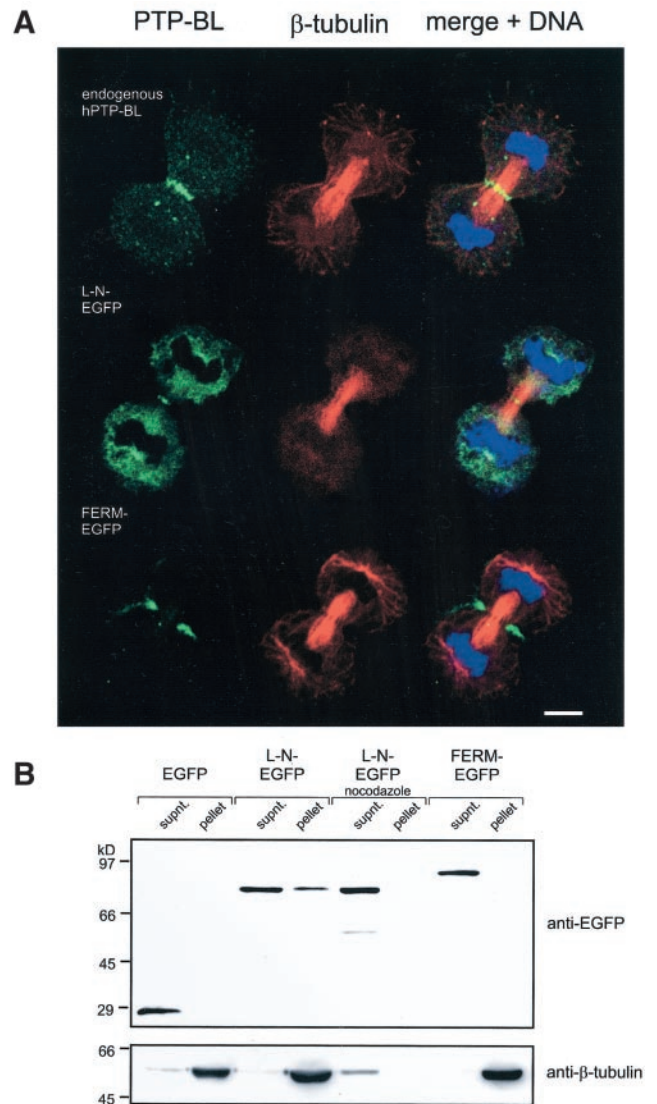 A
PTP-BL β-tubulin merge + DNA
endogenous
hPTP-BL
L-N-
EGFP
FERM-
EGFP
B
EGFP L-N-EGFP L-N-EGFP nocodazole FERM-EGFP
supnt. pellet supnt. pellet supnt. pellet supnt. pellet
kD
97
66
45
29
anti-EGFP
66
45
anti-β-tubulin